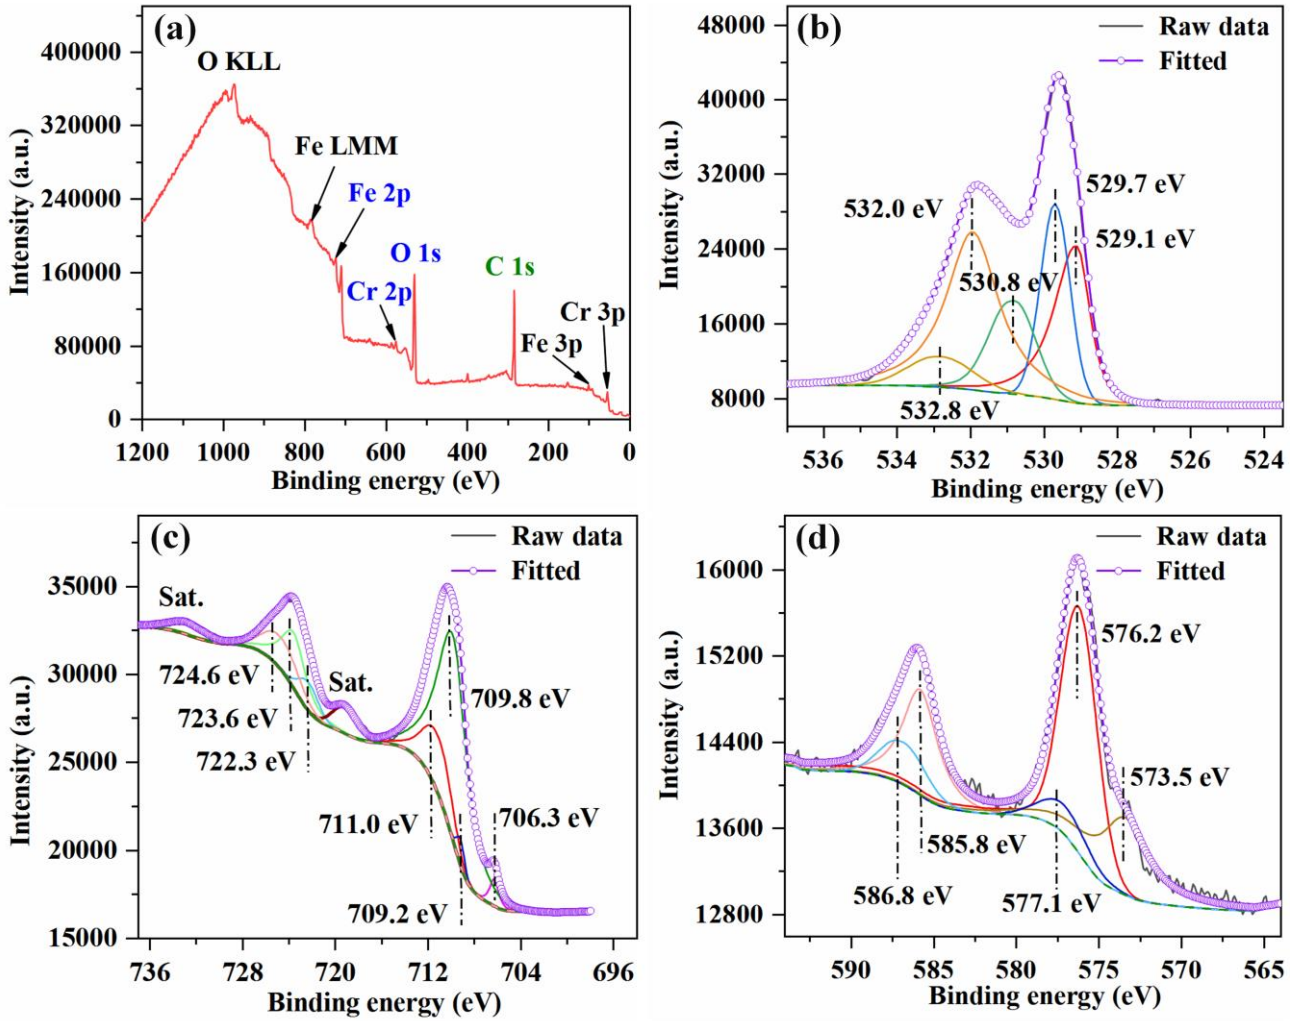 (a)
O KLL
Fe LMM
Fe 2p
O 1s
Cr 2p
C 1s
Cr 3p
Fe 3p
400000
320000
240000
160000
80000
0
Intensity (a.u.)
1200 1000 800 600 400 200 0
Binding energy (eV)
(b)
Raw data
Fitted
532.0 eV
529.7 eV
529.1 eV
530.8 eV
532.8 eV
48000
40000
32000
24000
16000
8000
Intensity (a.u.)
536 534 532 530 528 526 524
Binding energy (eV)
(c)
Raw data
Fitted
Sat.
Sat.
724.6 eV
723.6 eV
722.3 eV
709.8 eV
711.0 eV
706.3 eV
709.2 eV
35000
30000
25000
20000
15000
Intensity (a.u.)
736 728 720 712 704 696
Binding energy (eV)
(d)
Raw data
Fitted
576.2 eV
573.5 eV
585.8 eV
586.8 eV
577.1 eV
16000
15200
14400
13600
12800
Intensity (a.u.)
590 585 580 575 570 565
Binding energy (eV)